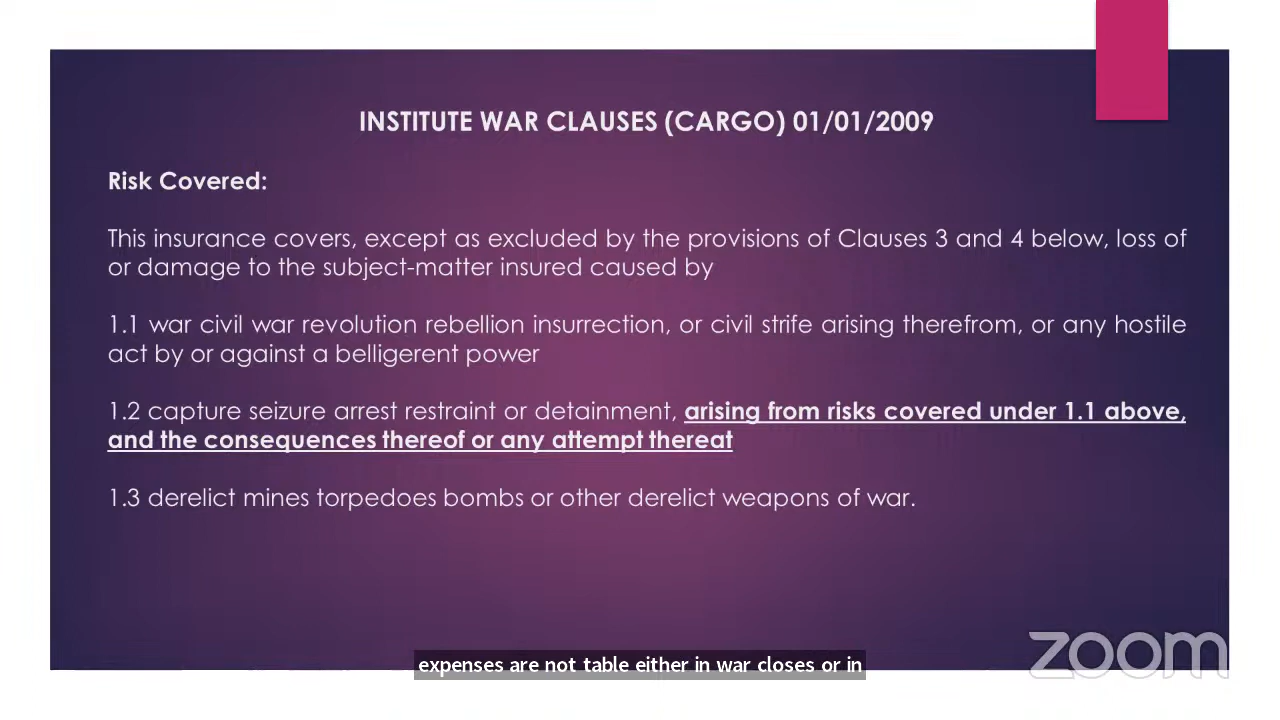 INSTITUTE WAR CLAUSES (CARGO) 01/01/2009
Risk Covered:
This insurance covers, except as excluded by the provisions of Clauses 3 and 4 below, loss of
or damage to the subject-matter insured caused by
1.1 war civil war revolution rebellion insurrection, or civil strife arising therefrom, or any hostile
act by or against a belligerent power
1.2 capture seizure arrest restraint or detainment, arising from risks covered under 1.1 above,
and the consequences thereof or any attempt thereat
1.3 derelict mines torpedoes bombs or other derelict weapons of war.
expenses are not table either in war closes or in
zoom